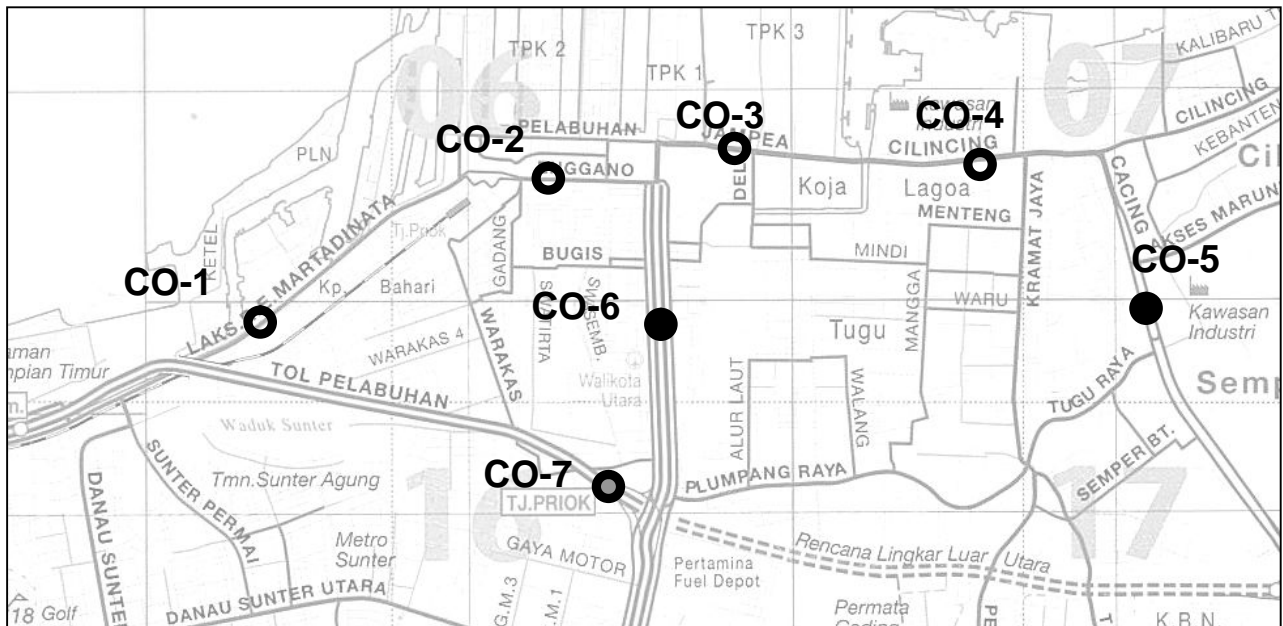 TPK 3
TPK 2
TPK 1
06
07
KALIBARU T
CILINCING
KEBANTEN
CO-3
Kawasan
Industri
CO-4
PELABUHAN
JAMPEA
CILINCING
CO-2
PLN
Koja
Lagoa
MENTENG
CACING
AKSES MARUN
KRAMAT JAYA
LAKS.
E.MARTADINATA
Tj.Priok
GADANG
BUGIS
MINDI
KETEL
CO-1
Kp.
Bahari
CO-6
CO-5
WARU
MANGGA
Kawasan
Industri
Tugu
WARAKAS 4
WARAKAS
Walikota
Utara
TOL PELABUHAN
TUGU RAYA
ALUR LAUT
WALANG
Waduk Sunter
SEMPER BT.
CO-7
PLUMPANG RAYA
TJ.PRIOK
Tmn.Sunter Agung
SUNTER PERMAI
DANAU SUNTER
16
17
Metro
Sunter
GAYA MOTOR
Rencana Lingkar Luar Utara
Pertamina
Fuel Depot
DANAU SUNTER UTARA
G.M.3
.M.1
18 Golf
Permata
K.B.N